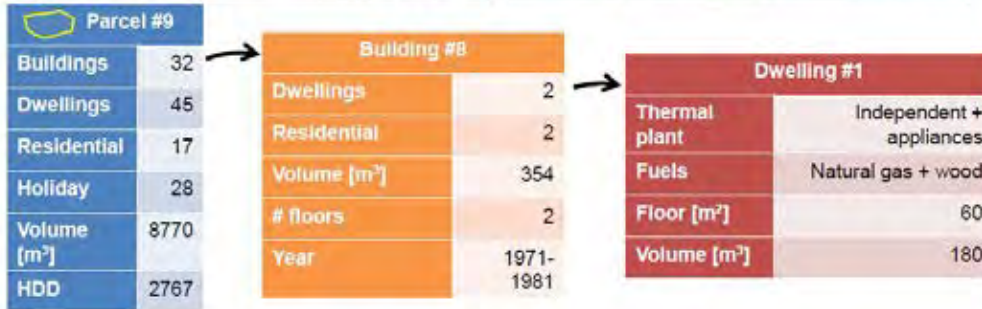 Parcel #9
Buildings 32
Dwellings 45
Residential 17
Holiday 28
Volume [m³] 8770
HDD 2767
Building #8
Dwellings 2
Residential 2
Volume [m³] 354
# floors 2
Year 1971-
1981
Dwelling #1
Thermal plant Independent +
appliances
Fuels Natural gas + wood
Floor [m²] 60
Volume [m³] 180